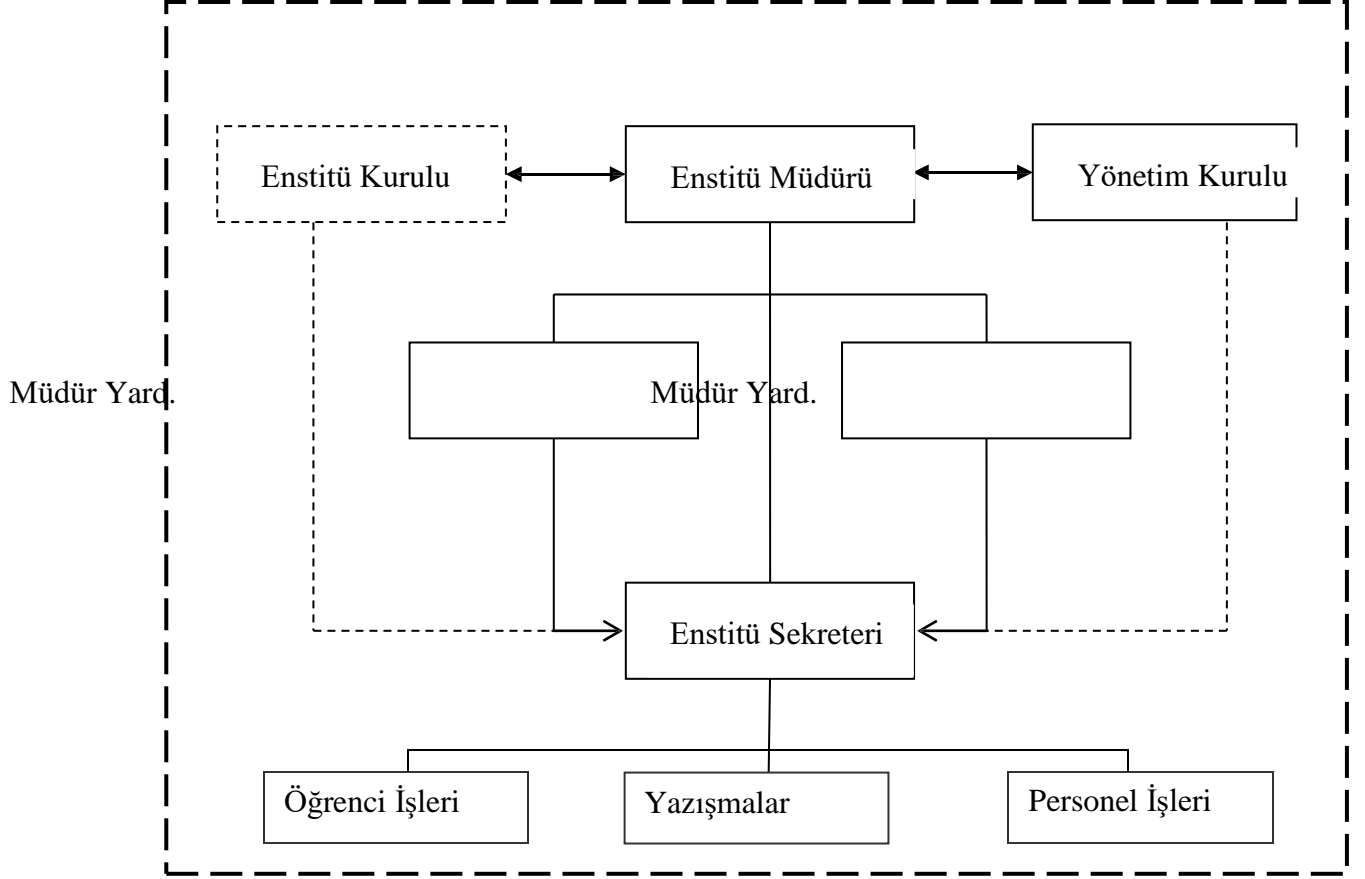 Enstitü Kurulu
Enstitü Müdürü
Yönetim Kurulu
Müdür Yard.
Müdür Yard.
Enstitü Sekreteri
Öğrenci İşleri
Yazışmalar
Personel İşleri